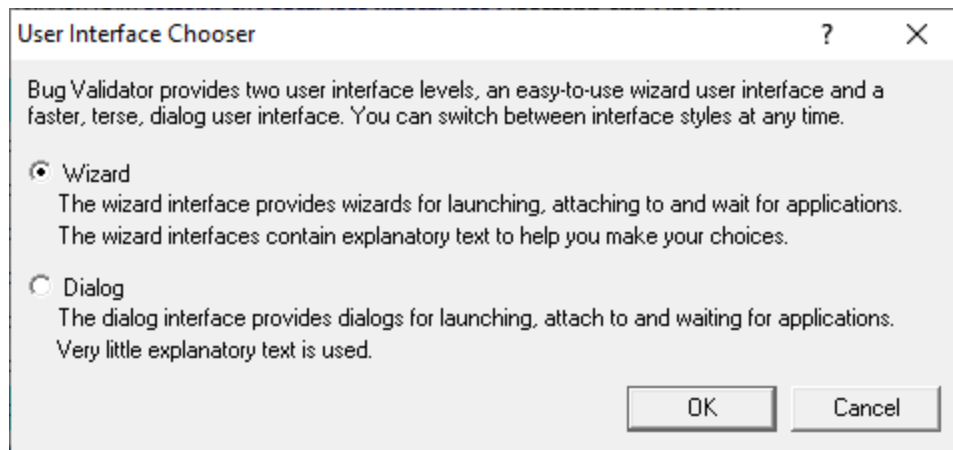 User Interface Chooser
?
Bug Validator provides two user interface levels, an easy-to-use wizard user interface and a
faster, terse, dialog user interface. You can switch between interface styles at any time.
Wizard
The wizard interface provides wizards for launching, attaching to and wait for applications.
The wizard interfaces contain explanatory text to help you make your choices.
Dialog
The dialog interface provides dialogs for launching, attach to and waiting for applications.
Very little explanatory text is used.
OK
Cancel